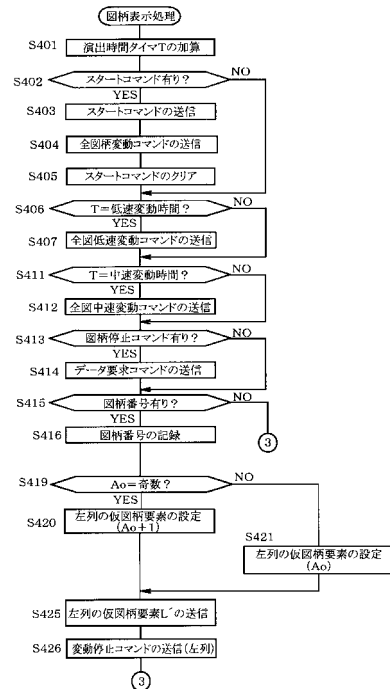 図柄表示処理
S401 演出時間タイマTの加算
S402 スタートコマンド有り? NO
YES
S403 スタートコマンドの送信
S404 全図柄変動コマンドの送信
S405 スタートコマンドのクリア
S406 T=低速変動時間? NO
YES
S407 全図低速変動コマンドの送信
S411 T=中速変動時間? NO
YES
S412 全図中速変動コマンドの送信
S413 図柄停止コマンド有り? NO
YES
S414 データ要求コマンドの送信
S415 図柄番号有り? NO
YES
3
S416 図柄番号の記録
S419 Ao=奇数? NO
YES
S420 左列の仮図柄要素の設定
(Ao+1)
S421
左列の仮図柄要素の設定
(Ao)
S425 左列の仮図柄要素L´の送信
S426 変動停止コマンドの送信(左列)
3